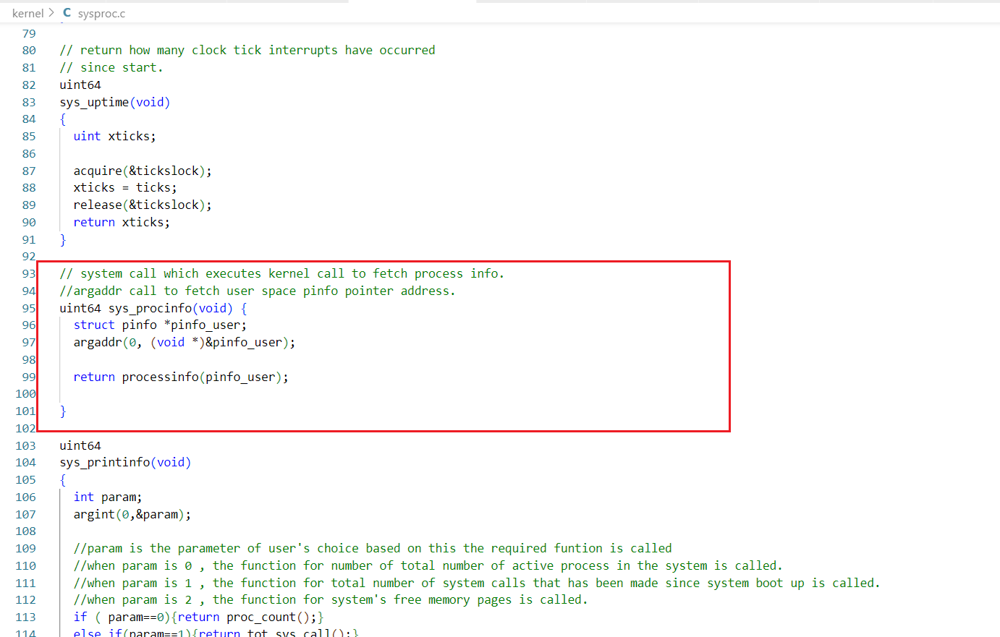 kernel > C sysproc.c
79
80 // return how many clock tick interrupts have occurred
81 // since start.
82 uint64
83 sys_uptime(void)
84 {
85 uint xticks;
86
87 acquire(&tickslock);
88 xticks = ticks;
89 release(&tickslock);
90 return xticks;
91 }
92
93 // system call which executes kernel call to fetch process info.
94 //argaddr call to fetch user space pinfo pointer address.
95 uint64 sys_procinfo(void) {
96 struct pinfo *pinfo_user;
97 argaddr(0, (void *)&pinfo_user);
98
99 return processinfo(pinfo_user);
100
101 }
102
103 uint64
104 sys_printinfo(void)
105 {
106 int param;
107 argint(0,&param);
108
109 //param is the parameter of user's choice based on this the required funtion is called
110 //when param is 0 , the function for number of total number of active process in the system is called.
111 //when param is 1 , the function for total number of system calls that has been made since system boot up is called.
112 //when param is 2 , the function for system's free memory pages is called.
113 if ( param==0){return proc_count();}
114 else if(param==1){return tot_sys_call();}